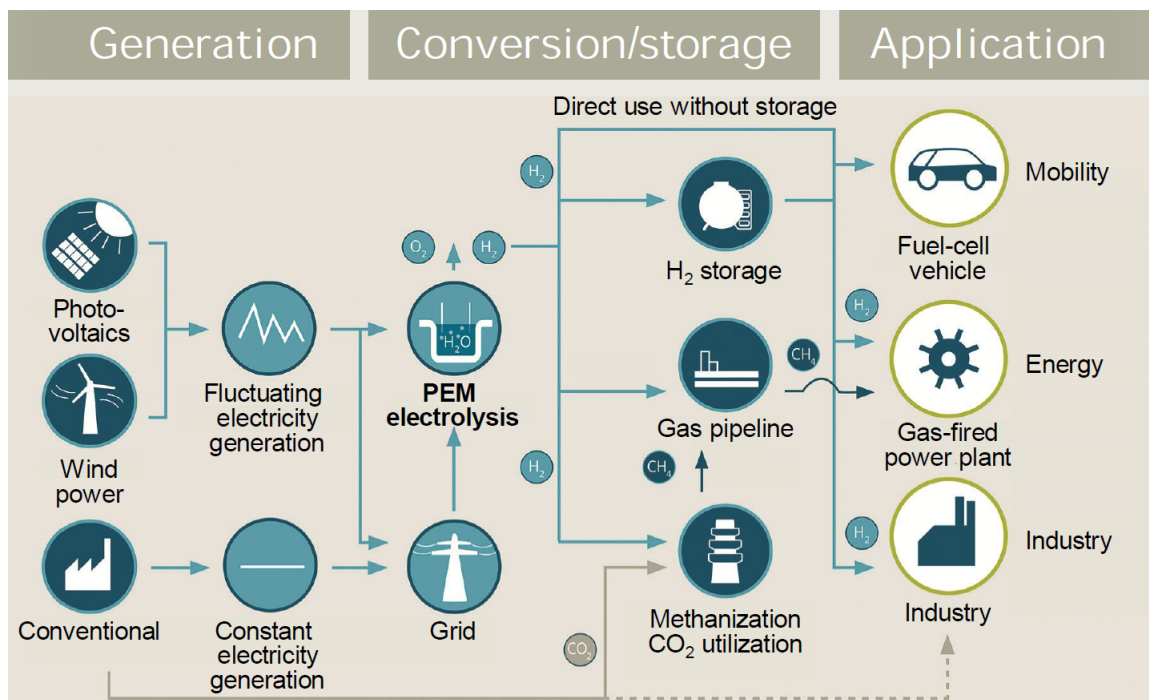 Generation
Conversion/storage
Application
Direct use without storage
H₂
Mobility
Fuel-cell
vehicle
O₂
H₂
H₂ storage
Photo-
voltaics
H₂O
H₂
CH₄
Energy
Fluctuating
electricity
generation
PEM
electrolysis
Gas pipeline
Gas-fired
power plant
Wind
power
H₂
CH₄
H₂
Industry
Conventional
Constant
electricity
generation
Grid
CO₂
Methanization
CO₂ utilization
Industry